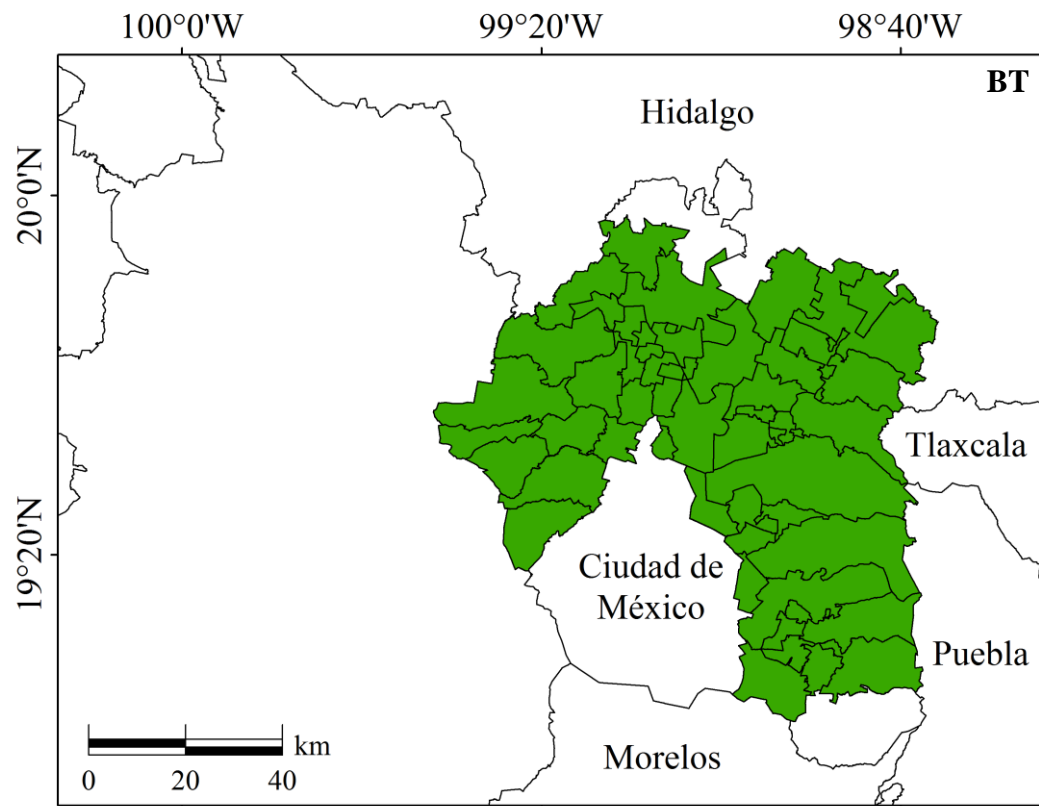 100°0'W 99°20'W 98°40'W
BT
Hidalgo
20°0'N
Tlaxcala
19°20'N
Ciudad de
México
Puebla
km
0 20 40
Morelos